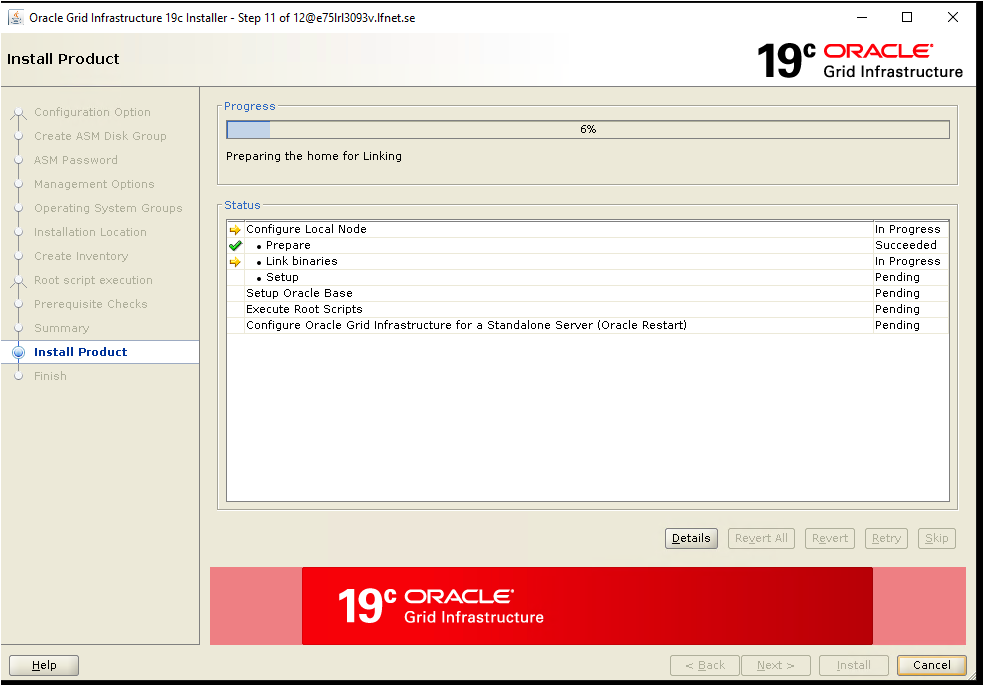 Oracle Grid Infrastructure 19c Installer - Step 11 of 12@e75lrl3093v.lfnet.se
Install Product
19c ORACLE
Grid Infrastructure
Configuration Option
Create ASM Disk Group
ASM Password
Management Options
Operating System Groups
Installation Location
Create Inventory
Root script execution
Prerequisite Checks
Summary
Install Product
Finish
Progress
6%
Preparing the home for Linking
Status
Configure Local Node In Progress
• Prepare Succeeded
• Link binaries In Progress
• Setup Pending
Setup Oracle Base Pending
Execute Root Scripts Pending
Configure Oracle Grid Infrastructure for a Standalone Server (Oracle Restart) Pending
Details Revert All Revert Retry Skip
19c ORACLE
Grid Infrastructure
Help < Back Next > Install Cancel